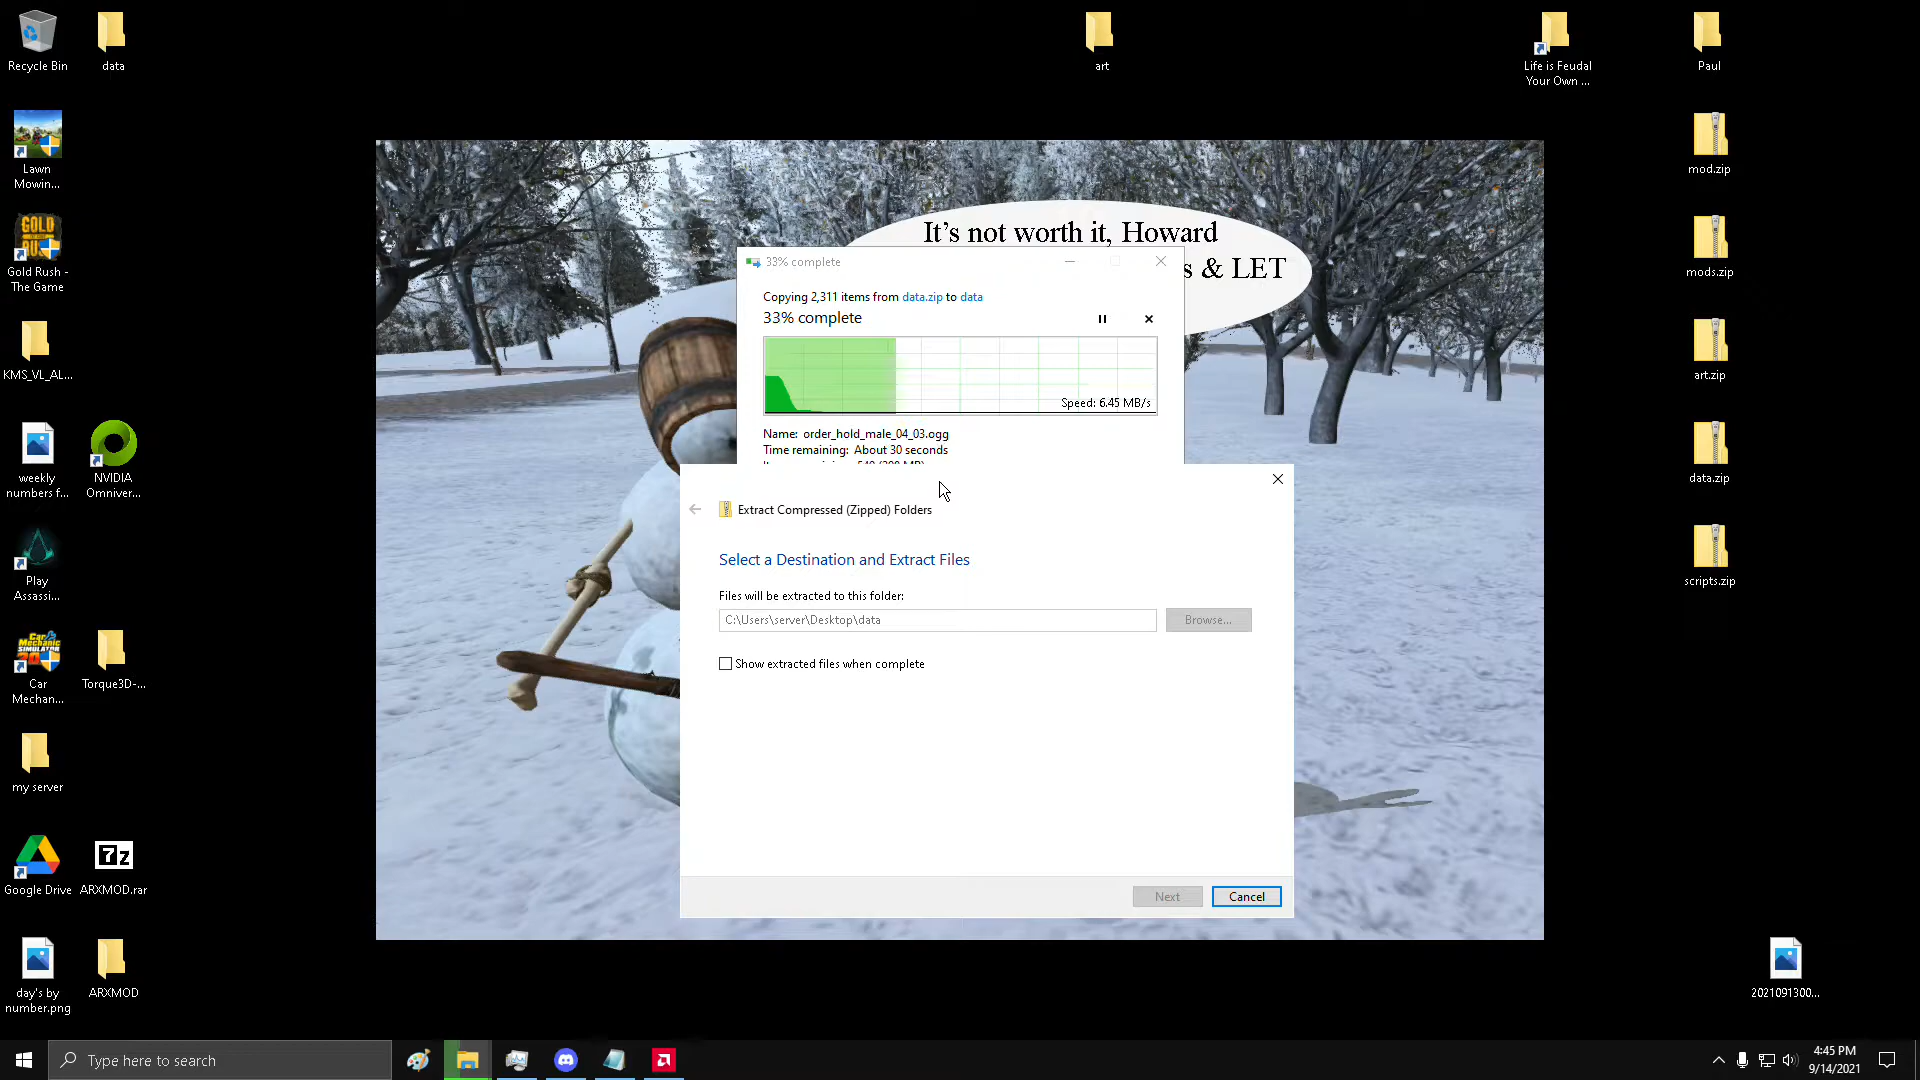 Recycle Bin
data
art
Life is Feudal
Your Own ...
Paul
Lawn
Mowin...
mod.zip
GOLD
Gold Rush -
The Game
mods.zip
It's not worth it, Howard
s & LET
33% complete
Copying 2,311 items from data.zip to data
33% complete
Speed: 6.45 MB/s
Name: order_hold_male_04_03.ogg
Time remaining: About 30 seconds
KMS_VL_AL...
art.zip
weekly
numbers f...
NVIDIA
Omniver...
data.zip
Extract Compressed (Zipped) Folders
Select a Destination and Extract Files
Files will be extracted to this folder:
C:\Users\server\Desktop\data
Browse...
Show extracted files when complete
Next
Cancel
Play
Assassi...
scripts.zip
Car
Mechan...
Torque3D-...
my server
Google Drive
7z
ARXMOD.rar
day's by
number.png
ARXMOD
2021091300...
Type here to search
4:45 PM
9/14/2021